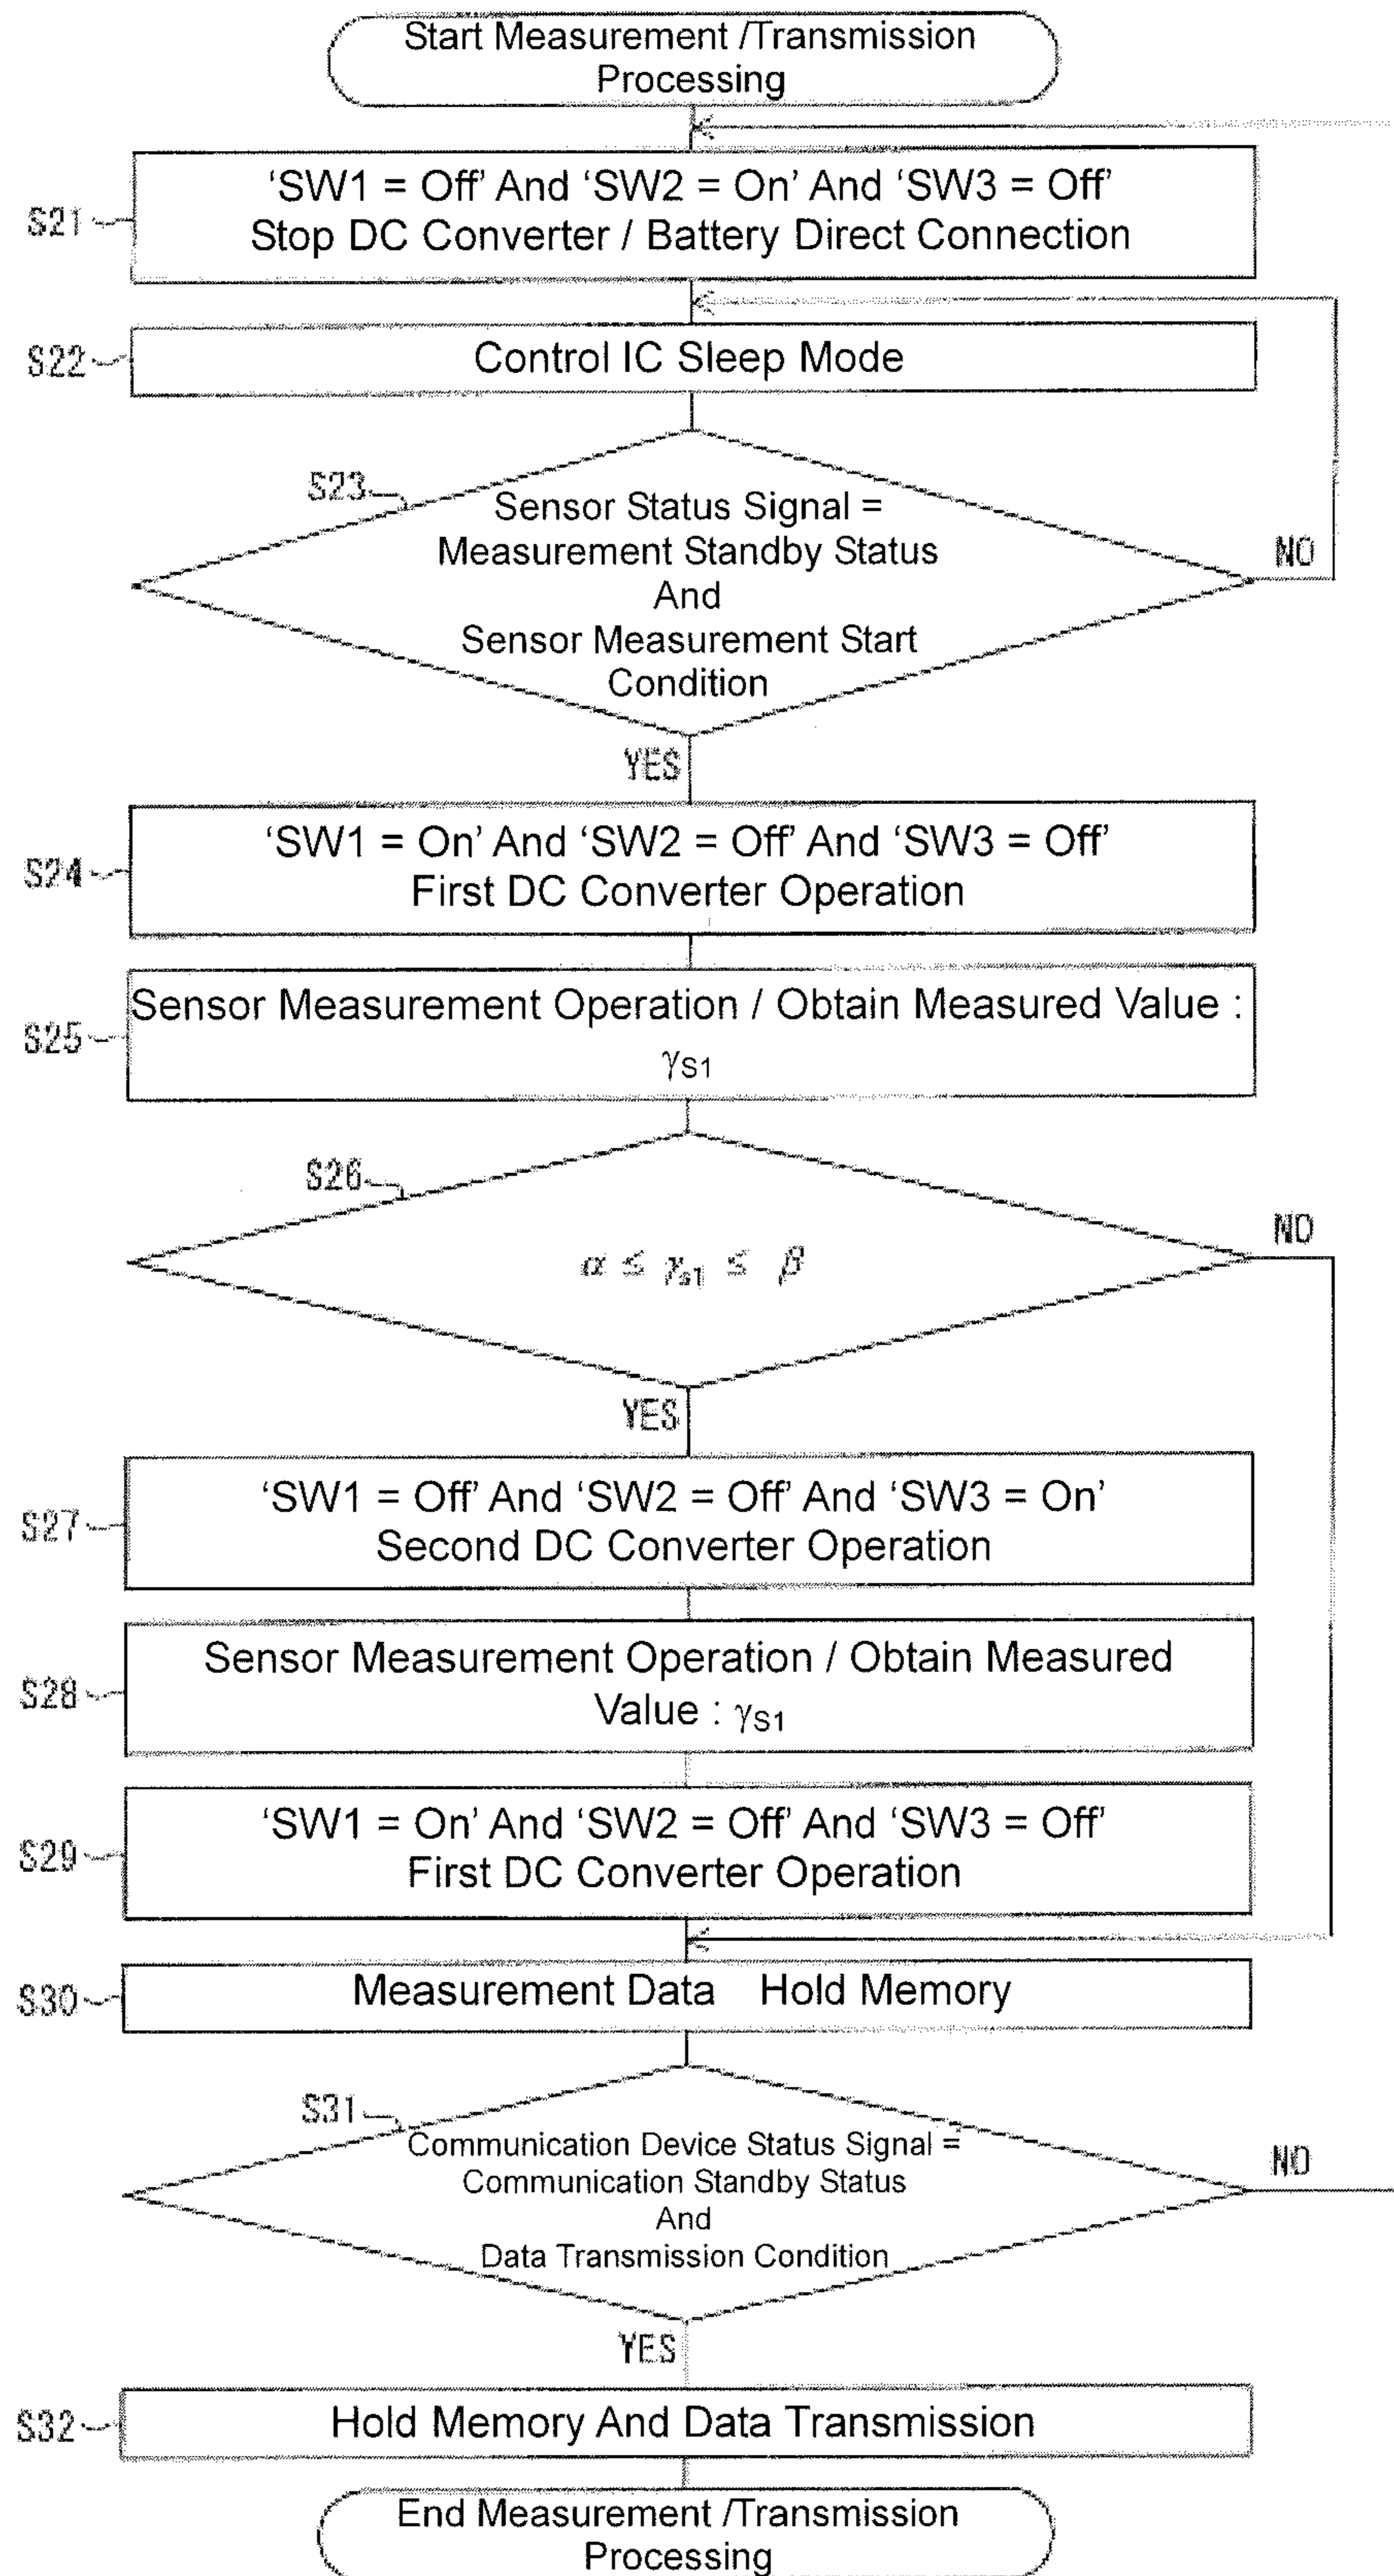 Start Measurement /Transmission
Processing
'SW1 = Off' And 'SW2 = On' And 'SW3 = Off'
S21
Stop DC Converter / Battery Direct Connection
S22
Control IC Sleep Mode
S23
Sensor Status Signal =
Measurement Standby Status
NO
And
Sensor Measurement Start
Condition
YES
'SW1 = On' And 'SW2 = Off' And 'SW3 = Off'
S24
First DC Converter Operation
Sensor Measurement Operation / Obtain Measured Value :
S25
γS1
S26
NO
α ≤ γs1 ≤ β
YES
'SW1 = Off' And 'SW2 = Off' And 'SW3 = On'
S27
Second DC Converter Operation
Sensor Measurement Operation / Obtain Measured
S28
Value : γS1
'SW1 = On' And 'SW2 = Off' And 'SW3 = Off'
S29
First DC Converter Operation
S30
Measurement Data Hold Memory
S31
Communication Device Status Signal =
NO
Communication Standby Status
And
Data Transmission Condition
YES
S32
Hold Memory And Data Transmission
End Measurement /Transmission
Processing